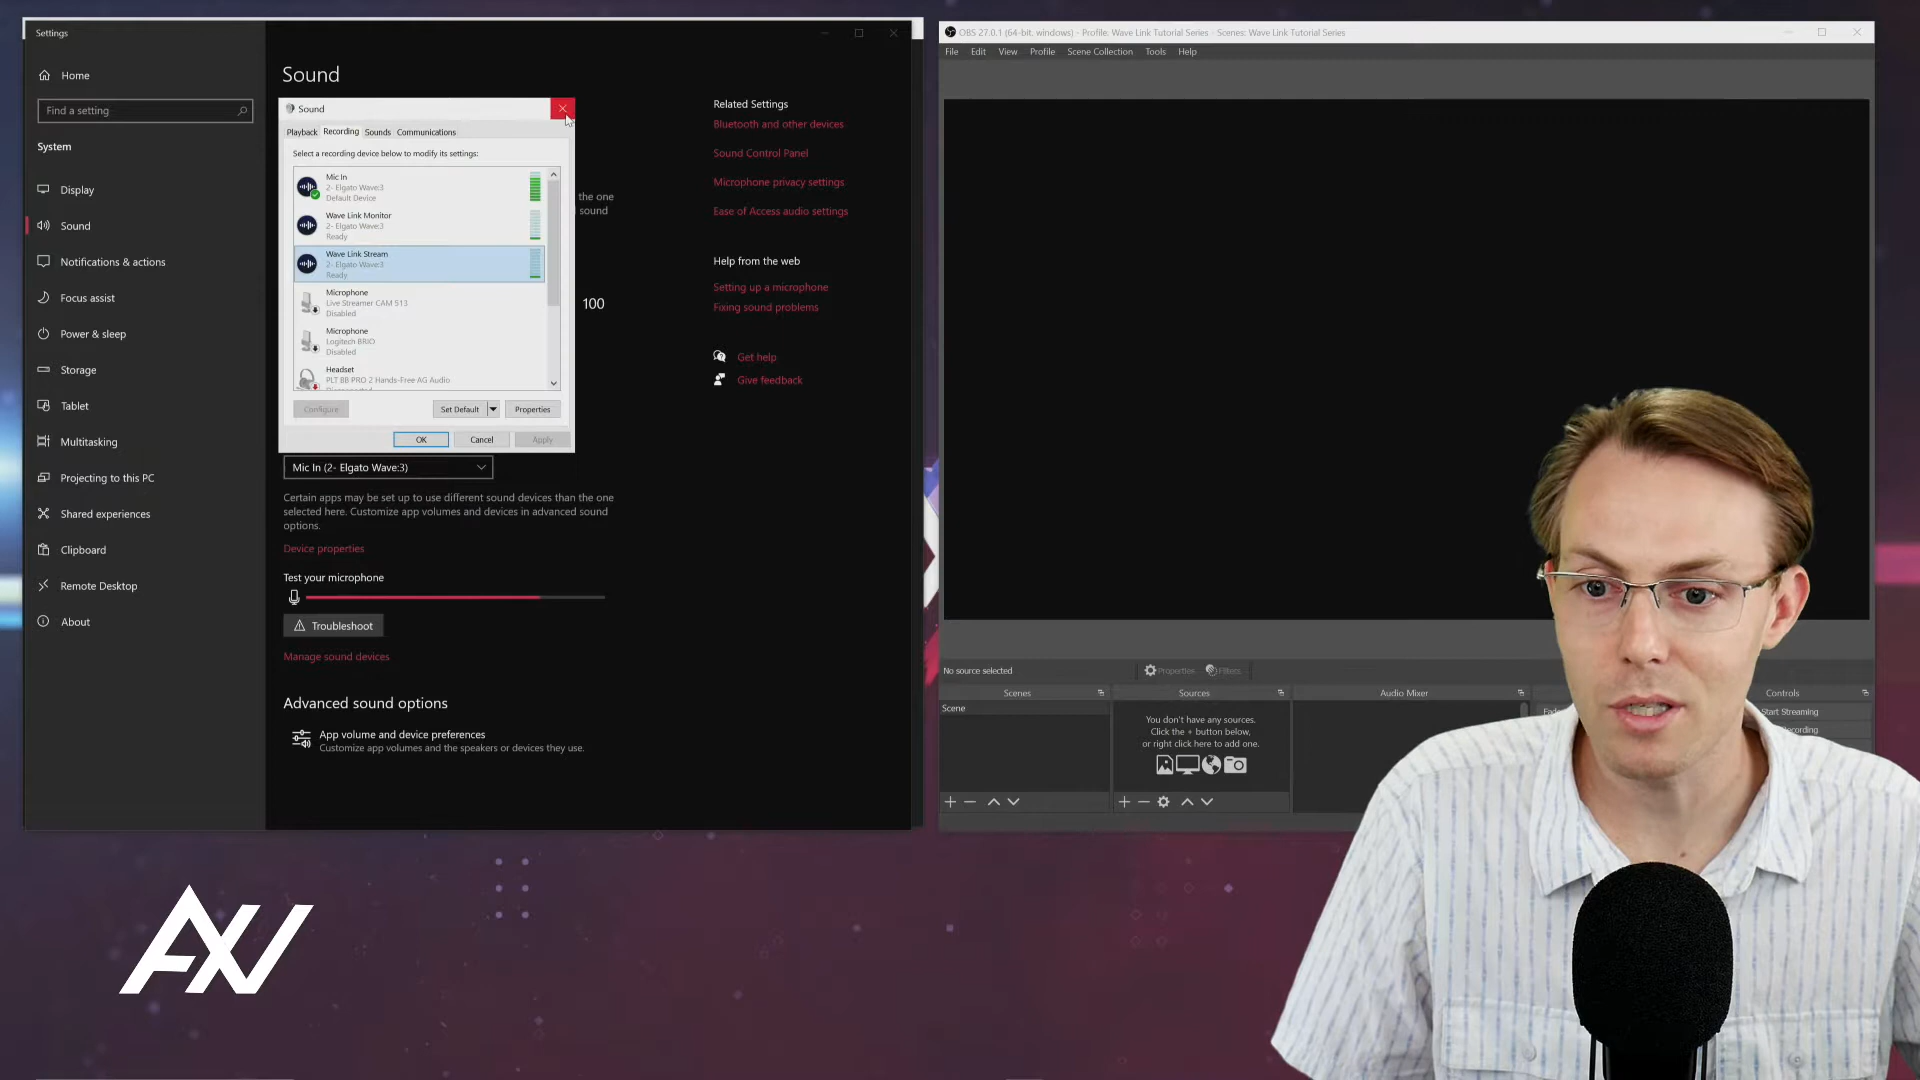 Settings
Home
Find a setting
System
Display
Sound
Notifications & actions
Focus assist
Power & sleep
Storage
Tablet
Multitasking
Projecting to this PC
Shared experiences
Clipboard
Remote Desktop
About
Sound
Sound
Playback Recording Sounds Communications
Select a recording device below to modify its settings:
Mic In
2- Elgato Wave:3
Default Device
Wave Link Monitor
2- Elgato Wave:3
Ready
Wave Link Stream
2- Elgato Wave:3
Ready
Microphone
Live Streamer CAM 513
Disabled
Microphone
Logitech BRIO
Disabled
Headset
PLT BB PRO 2 Hands-Free AG Audio
Configure Set Default Properties
OK Cancel Apply
the one
sound
100
Mic In (2- Elgato Wave:3)
Certain apps may be set up to use different sound devices than the one
selected here. Customize app volumes and devices in advanced sound
options.
Device properties
Test your microphone
Troubleshoot
Manage sound devices
Advanced sound options
App volume and device preferences
Customize app volumes and the speakers or devices they use.
Related Settings
Bluetooth and other devices
Sound Control Panel
Microphone privacy settings
Ease of Access audio settings
Help from the web
Setting up a microphone
Fixing sound problems
Get help
Give feedback
OBS 27.0.1 (64-bit, windows) - Profile: Wave Link Tutorial Series - Scenes: Wave Link Tutorial Series
File Edit View Profile Scene Collection Tools Help
No source selected
Properties Filters
Scenes
Scene
Sources
You don't have any sources.
Click the + button below,
or right click here to add one.
Audio Mixer
Controls
Start Streaming